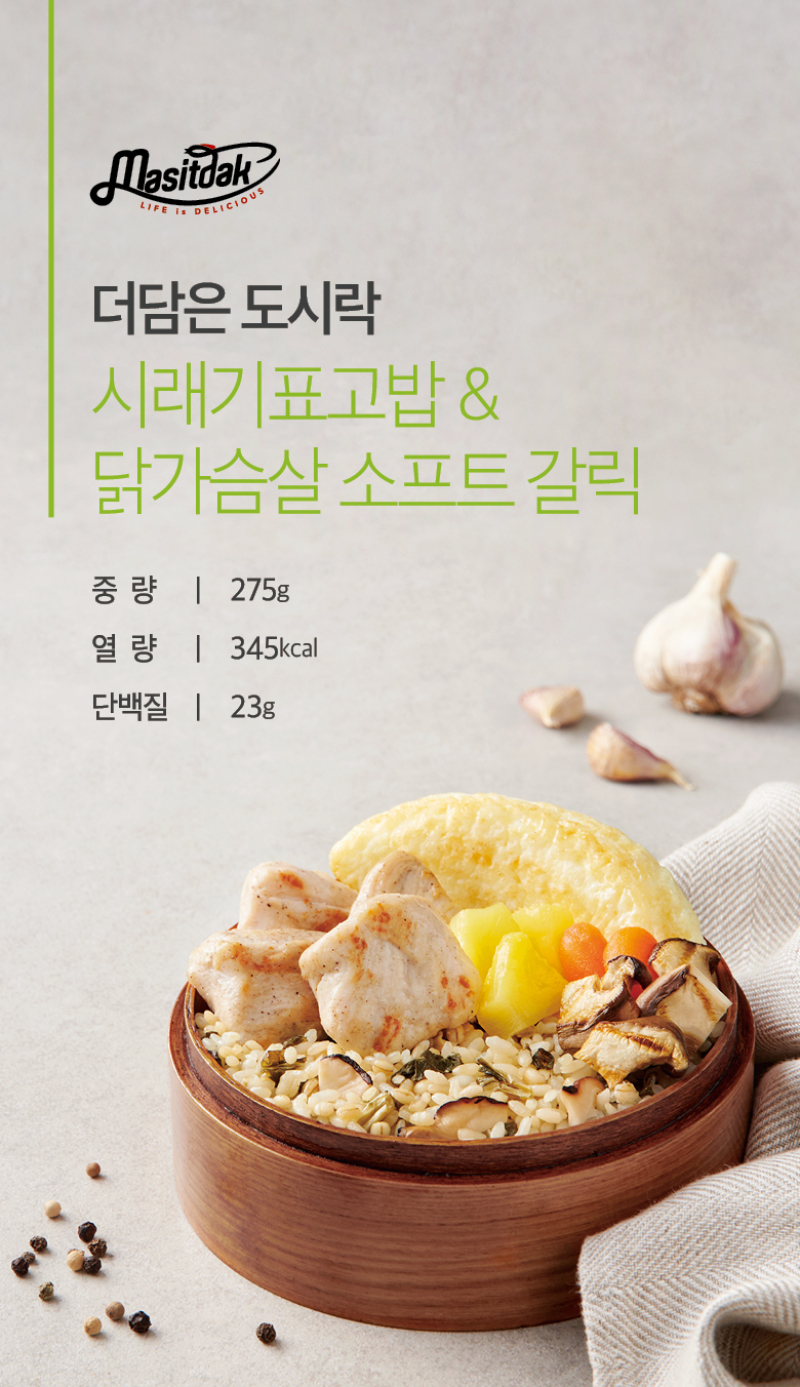 Masitdak
LIFE is DELICIOUS
더담은 도시락
시래기표고밥 &
닭가슴살 소프트 갈릭
중 량 | 275g
열 량 | 345kcal
단백질 | 23g